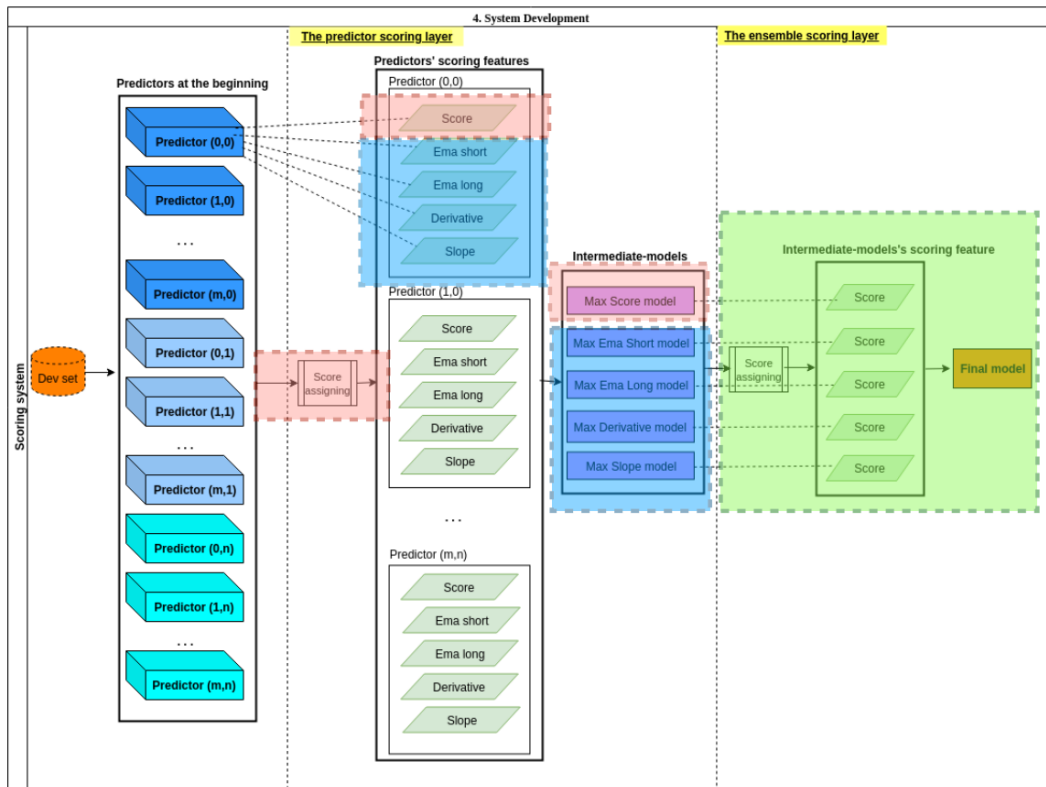 4. System Development
The predictor scoring layer
The ensemble scoring layer
Scoring system
Dev set
Predictors at the beginning
Predictor (0,0)
Predictor (1,0)
...
Predictor (m,0)
Predictor (0,1)
Predictor (1,1)
...
Predictor (m,1)
Predictor (0,n)
Predictor (1,n)
...
Predictor (m,n)
Score
assigning
Predictors' scoring features
Predictor (0,0)
Score
Ema short
Ema long
Derivative
Slope
Predictor (1,0)
Score
Ema short
Ema long
Derivative
Slope
...
Predictor (m,n)
Score
Ema short
Ema long
Derivative
Slope
Intermediate-models
Max Score model
Max Ema Short model
Max Ema Long model
Max Derivative model
Max Slope model
Score
assigning
Intermediate-models's scoring feature
Score
Score
Score
Score
Score
Final model